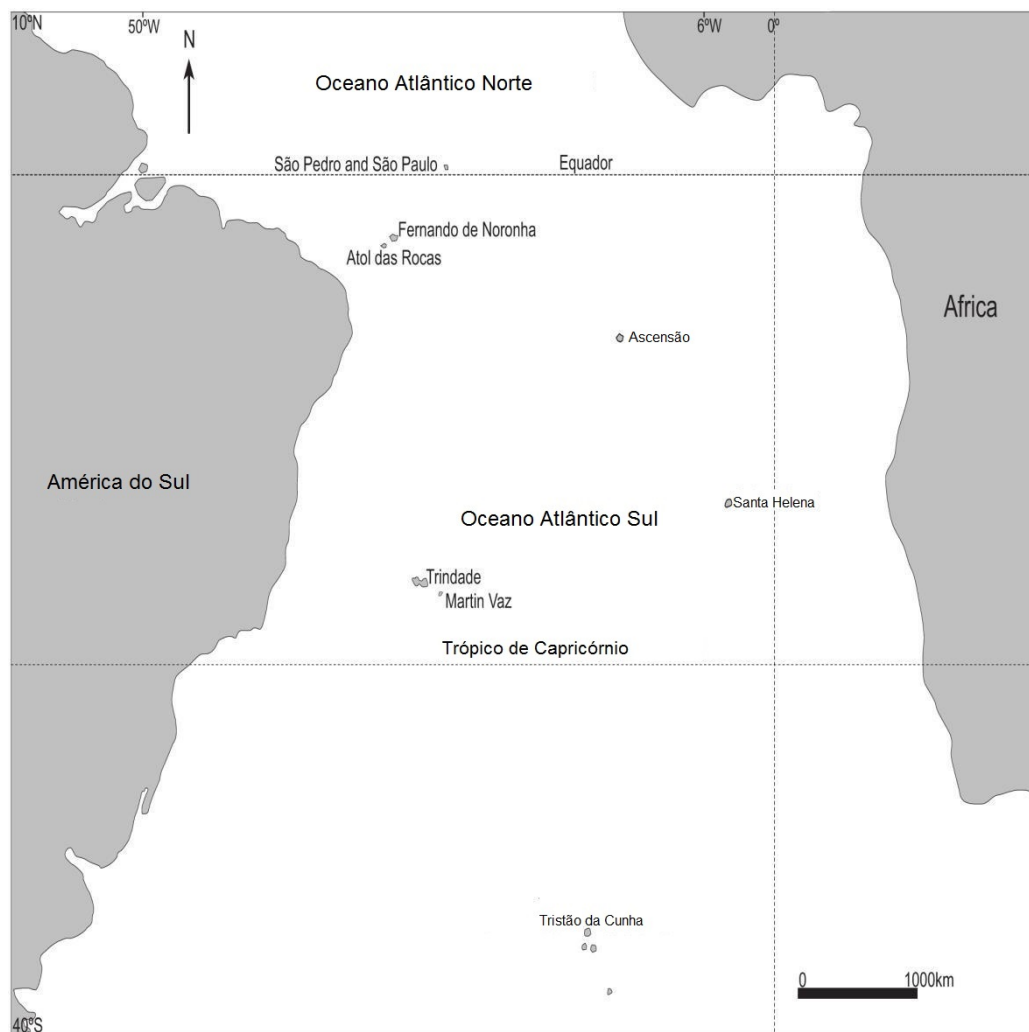 10ºN
50ºW
6ºW
0º
N
Oceano Atlântico Norte
São Pedro and São Paulo
Equador
Fernando de Noronha
Atol das Rocas
Africa
Ascensão
América do Sul
Santa Helena
Oceano Atlântico Sul
Trindade
Martin Vaz
Trópico de Capricórnio
Tristão da Cunha
0
1000km
40ºS